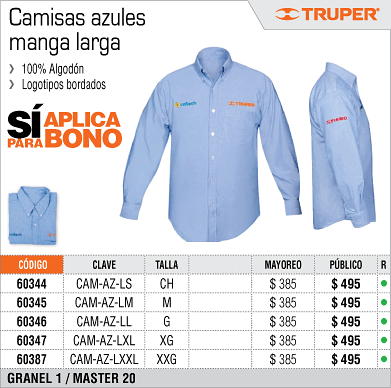 Camisas azules
manga larga
TRUPER®
› 100% Algodón
› Logotipos bordados
SÍ APLICA
PARA BONO
TRUPER
CÓDIGO CLAVE TALLA MAYOREO PÚBLICO R
60344 CAM-AZ-LS CH $ 385 $ 495
60345 CAM-AZ-LM M $ 385 $ 495
60346 CAM-AZ-LL G $ 385 $ 495
60347 CAM-AZ-LXL XG $ 385 $ 495
60387 CAM-AZ-LXXL XXG $ 385 $ 495
GRANEL 1 / MASTER 20